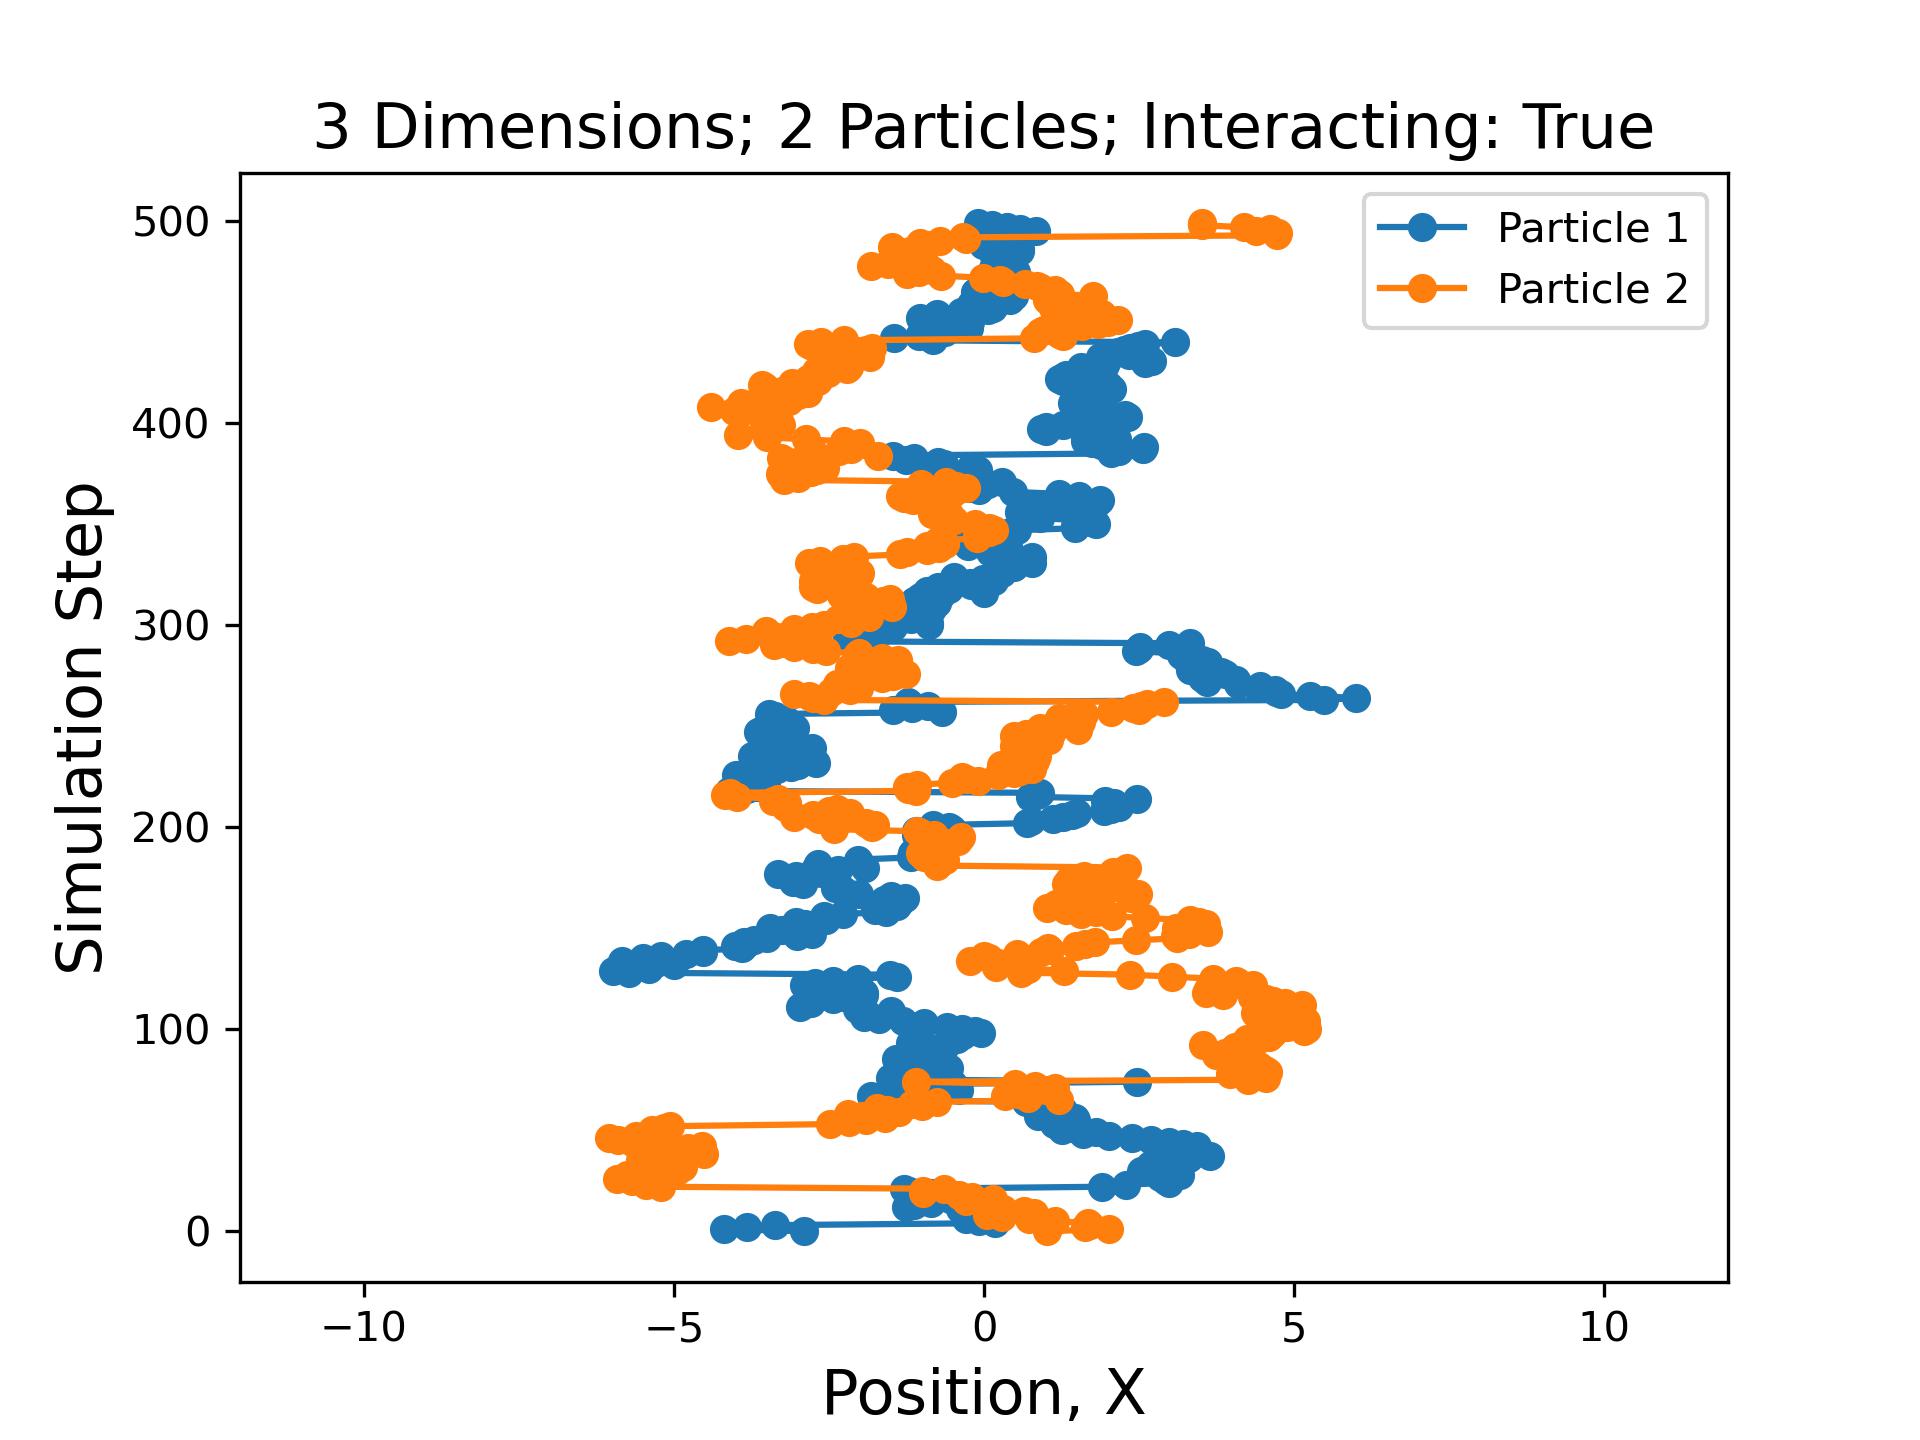 3 Dimensions; 2 Particles; Interacting: True
Particle 1
Particle 2
Simulation Step
500
400
300
200
100
0
−10
−5
0
5
10
Position, X